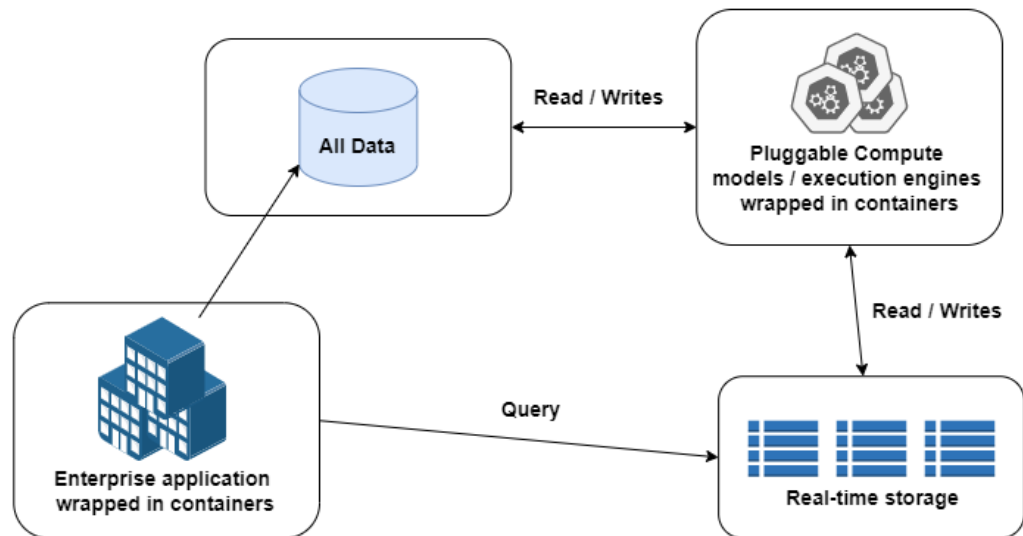 All Data
Read / Writes
Pluggable Compute
models / execution engines
wrapped in containers
Read / Writes
Query
Enterprise application
wrapped in containers
Real-time storage